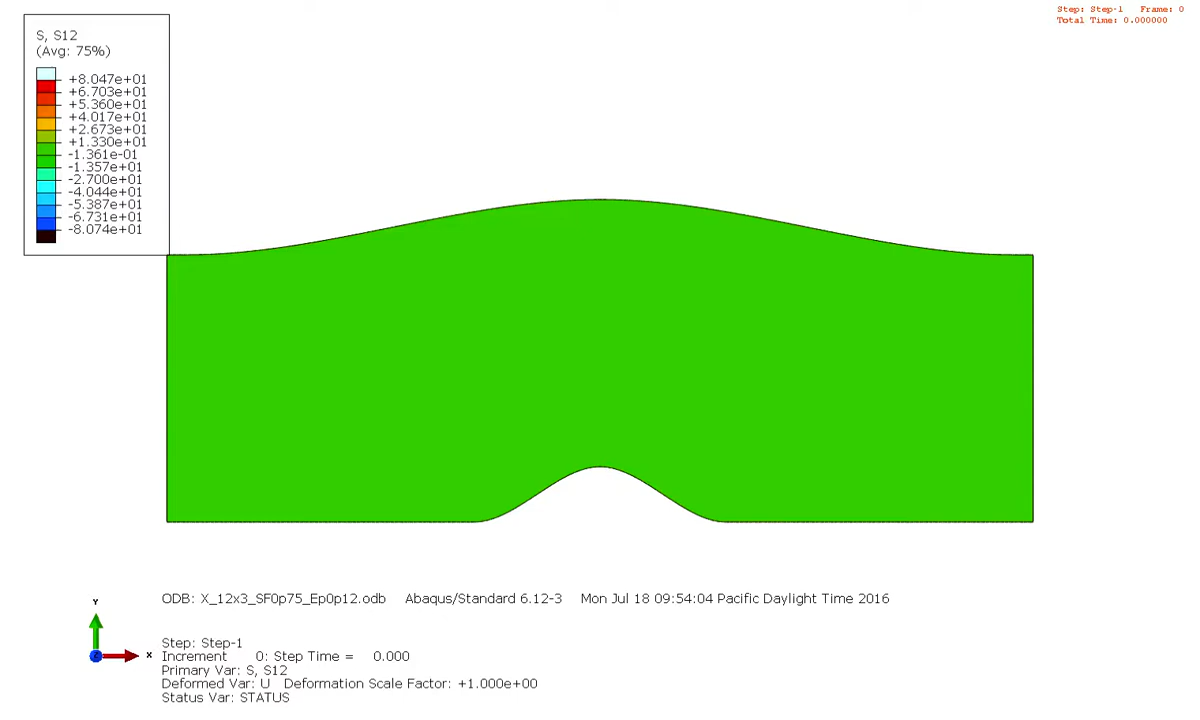 Step: Step-1 Frame: 0
Total Time: 0.000000
S, S12
(Avg: 75%)
+8.047e+01
+6.703e+01
+5.360e+01
+4.017e+01
+2.673e+01
+1.330e+01
-1.361e-01
-1.357e+01
-2.700e+01
-4.044e+01
-5.387e+01
-6.731e+01
-8.074e+01
ODB: X_12x3_SF0p75_Ep0p12.odb Abaqus/Standard 6.12-3 Mon Jul 18 09:54:04 Pacific Daylight Time 2016
Y
Z
X
Step: Step-1
Increment 0: Step Time = 0.000
Primary Var: S, S12
Deformed Var: U Deformation Scale Factor: +1.000e+00
Status Var: STATUS